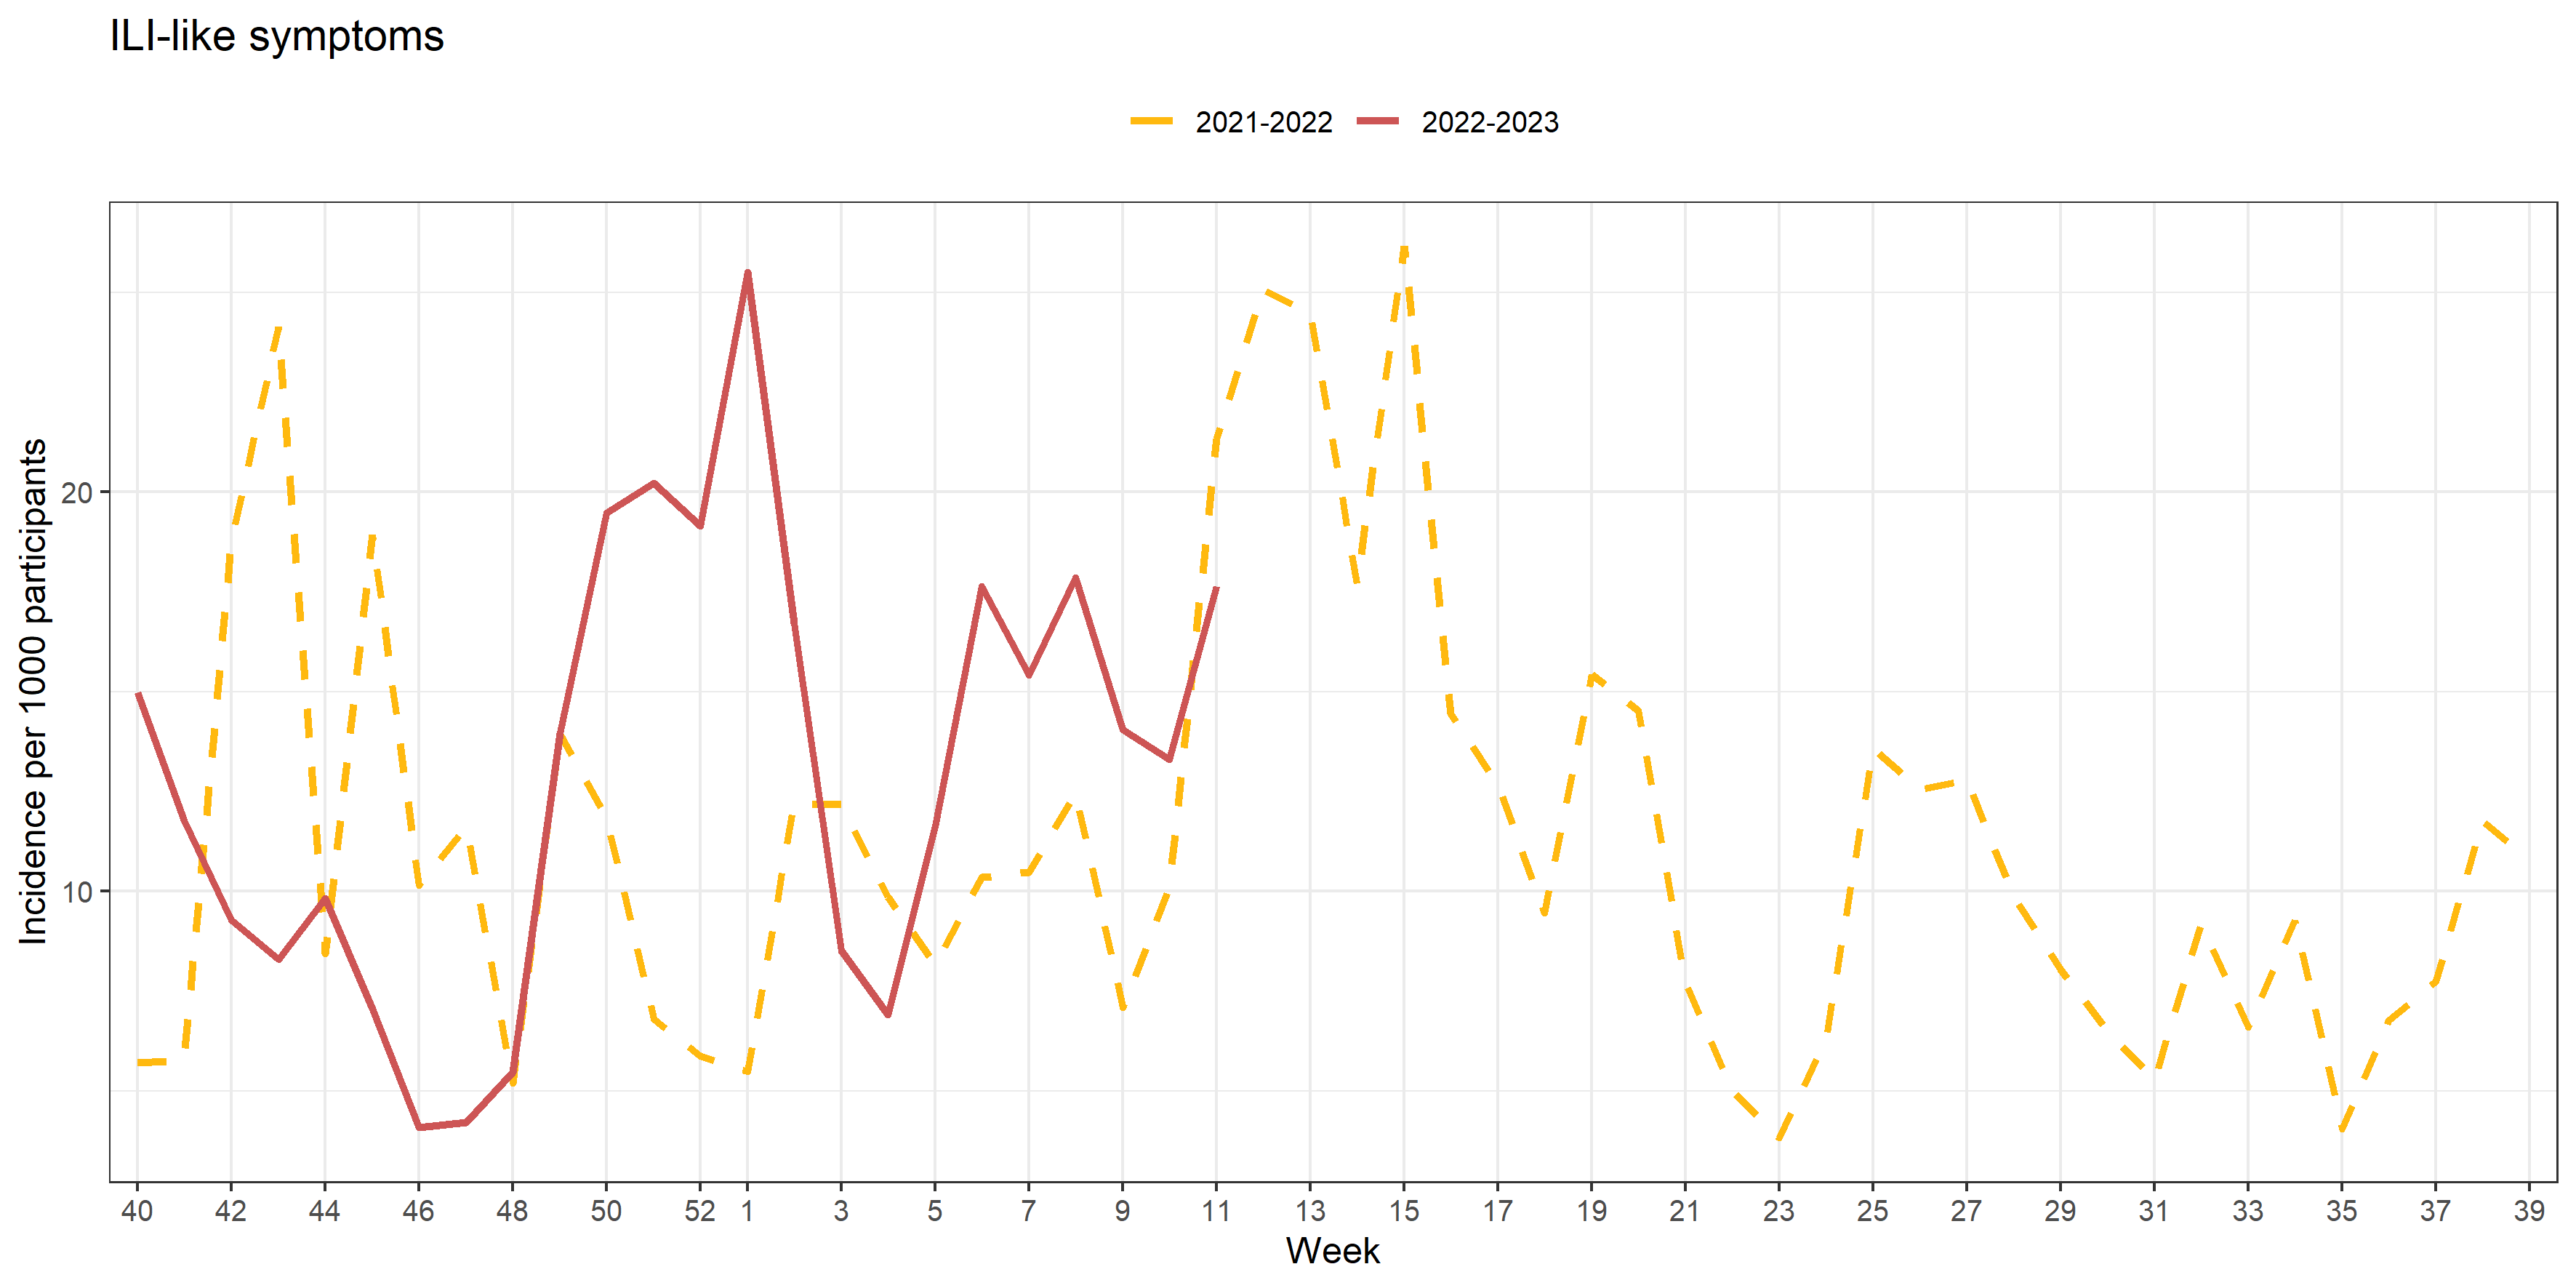 ILI-like symptoms
2021-2022 2022-2023
Incidence per 1000 participants
20
10
40 42 44 46 48 50 52 1 3 5 7 9 11 13 15 17 19 21 23 25 27 29 31 33 35 37 39
Week